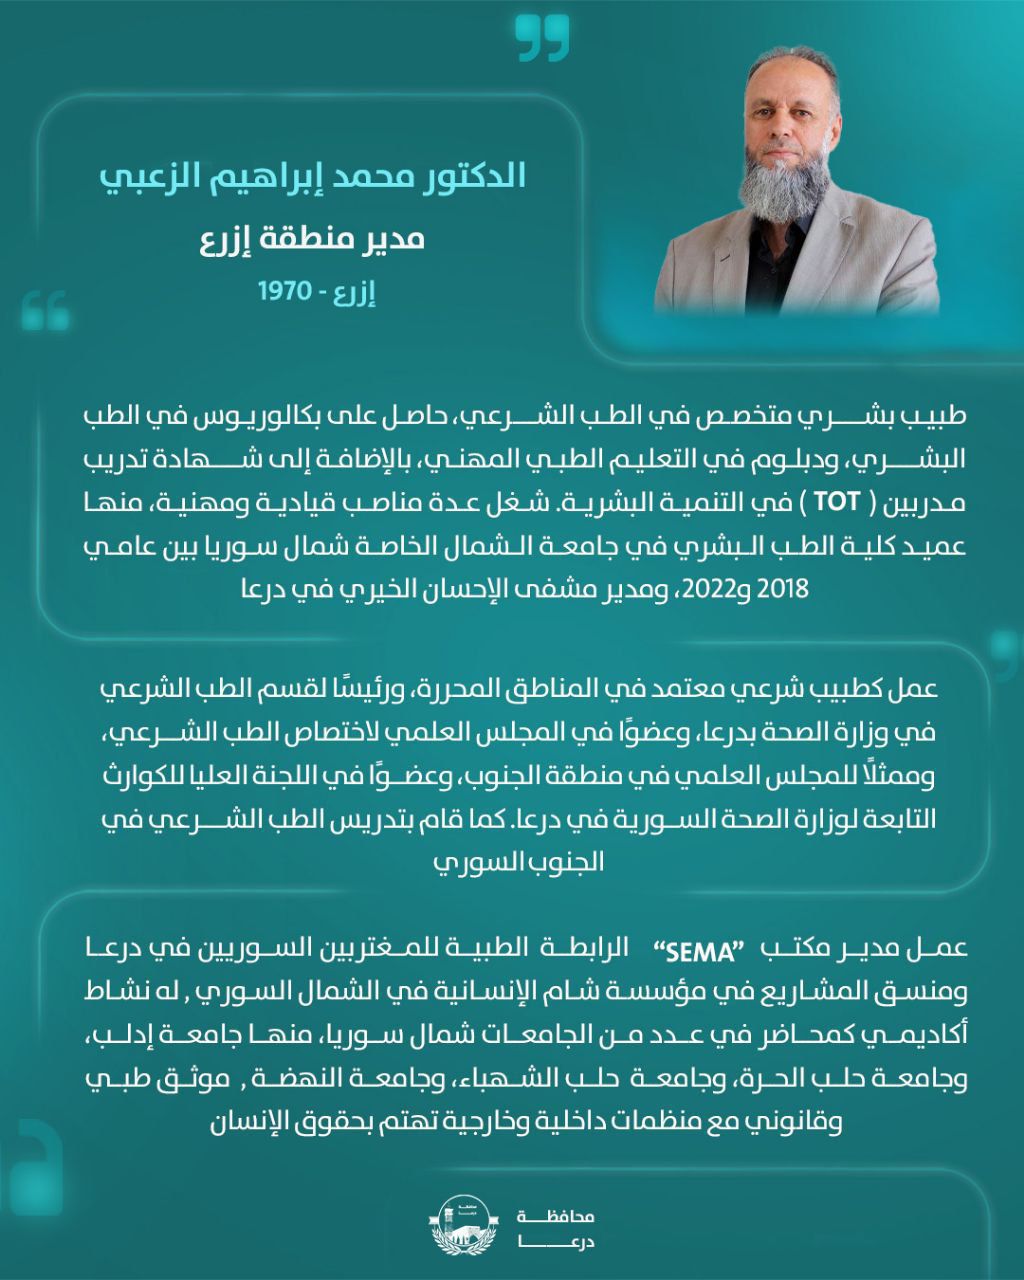 الدكتور محمد إبراهيم الزعبي
مدير منطقة إزرع
إزرع - 1970
طبيب بشري متخصص في الطب الشرعي، حاصل على بكالوريوس في الطب
البشري، ودبلوم في التعليم الطبي المهني، بالإضافة إلى شهادة تدريب
مدربين ( TOT ) في التنمية البشرية. شغل عدة مناصب قيادية ومهنية، منها
عميد كلية الطب البشري في جامعة الشمال الخاصة شمال سوريا بين عامي
2018 و2022، ومدير مشفى الإحسان الخيري في درعا
عمل كطبيب شرعي معتمد في المناطق المحررة، ورئيسًا لقسم الطب الشرعي
في وزارة الصحة بدرعا، وعضوًا في المجلس العلمي لاختصاص الطب الشرعي،
وممثلًا للمجلس العلمي في منطقة الجنوب، وعضوًا في اللجنة العليا للكوارث
التابعة لوزارة الصحة السورية في درعا. كما قام بتدريس الطب الشرعي في
الجنوب السوري
عمل مدير مكتب “SEMA” الرابطة الطبية للمغتربين السوريين في درعا
ومنسق المشاريع في مؤسسة شام الإنسانية في الشمال السوري , له نشاط
أكاديمي كمحاضر في عدد من الجامعات شمال سوريا، منها جامعة إدلب،
وجامعة حلب الحرة، وجامعة حلب الشهباء، وجامعة النهضة , موثق طبي
وقانوني مع منظمات داخلية وخارجية تهتم بحقوق الإنسان
محافظة
درعا